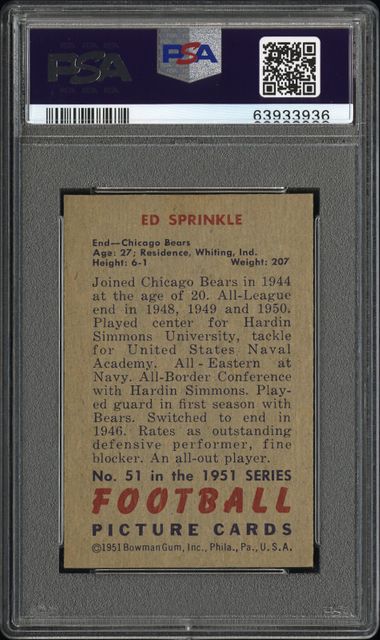 PSA
PSA
63933936
ED SPRINKLE
End—Chicago Bears
Age: 27; Residence, Whiting, Ind.
Height: 6-1 Weight: 207
Joined Chicago Bears in 1944
at the age of 20. All-League
end in 1948, 1949 and 1950.
Played center for Hardin
Simmons University, tackle
for United States Naval
Academy. All-Eastern at
Navy. All-Border Conference
with Hardin Simmons. Play-
ed guard in first season with
Bears. Switched to end in
1946. Rates as outstanding
defensive performer, fine
blocker. An all-out player.
No. 51 in the 1951 SERIES
FOOTBALL
PICTURE CARDS
©1951 Bowman Gum, Inc., Phila., Pa., U.S.A.